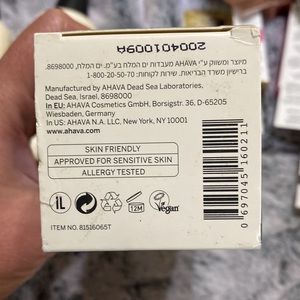 200401009A
מיוצר ומשווק ע"י AHAVA מעבדות ים המלח בע"מ. ים המלח, 8698000
ברישיון משרד הבריאות. שירות לקוחות: 1-800-20-50-70
Manufactured by AHAVA Dead Sea Laboratories,
Dead Sea, Israel, 8698000
In EU: AHAVA Cosmetics GmbH, Borsigstr. 36, D-65205
Wiesbaden, Germany
In US: AHAVA N.A. LLC, New York, NY 10001
www.ahava.com
SKIN FRIENDLY
APPROVED FOR SENSITIVE SKIN
ALLERGY TESTED
IL
12M
Vegan
ITEM NO. 81516065T
0 697045 160211